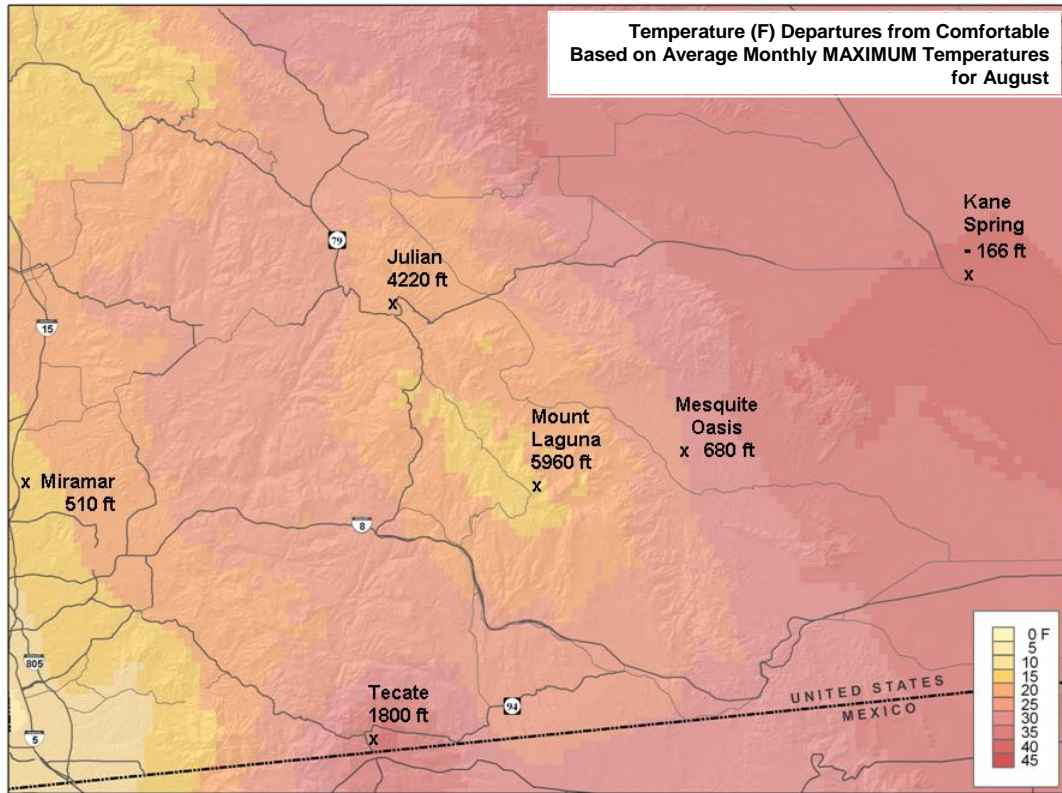 Temperature (F) Departures from Comfortable
Based on Average Monthly MAXIMUM Temperatures
for August
Kane
Spring
- 166 ft
x
79
Julian
4220 ft
x
15
Mount
Laguna
5960 ft
x
Mesquite
Oasis
x 680 ft
x Miramar
510 ft
8
805
5
Tecate
1800 ft
x
94
UNITED STATES
MEXICO
0 F
5
10
15
20
25
30
35
40
45